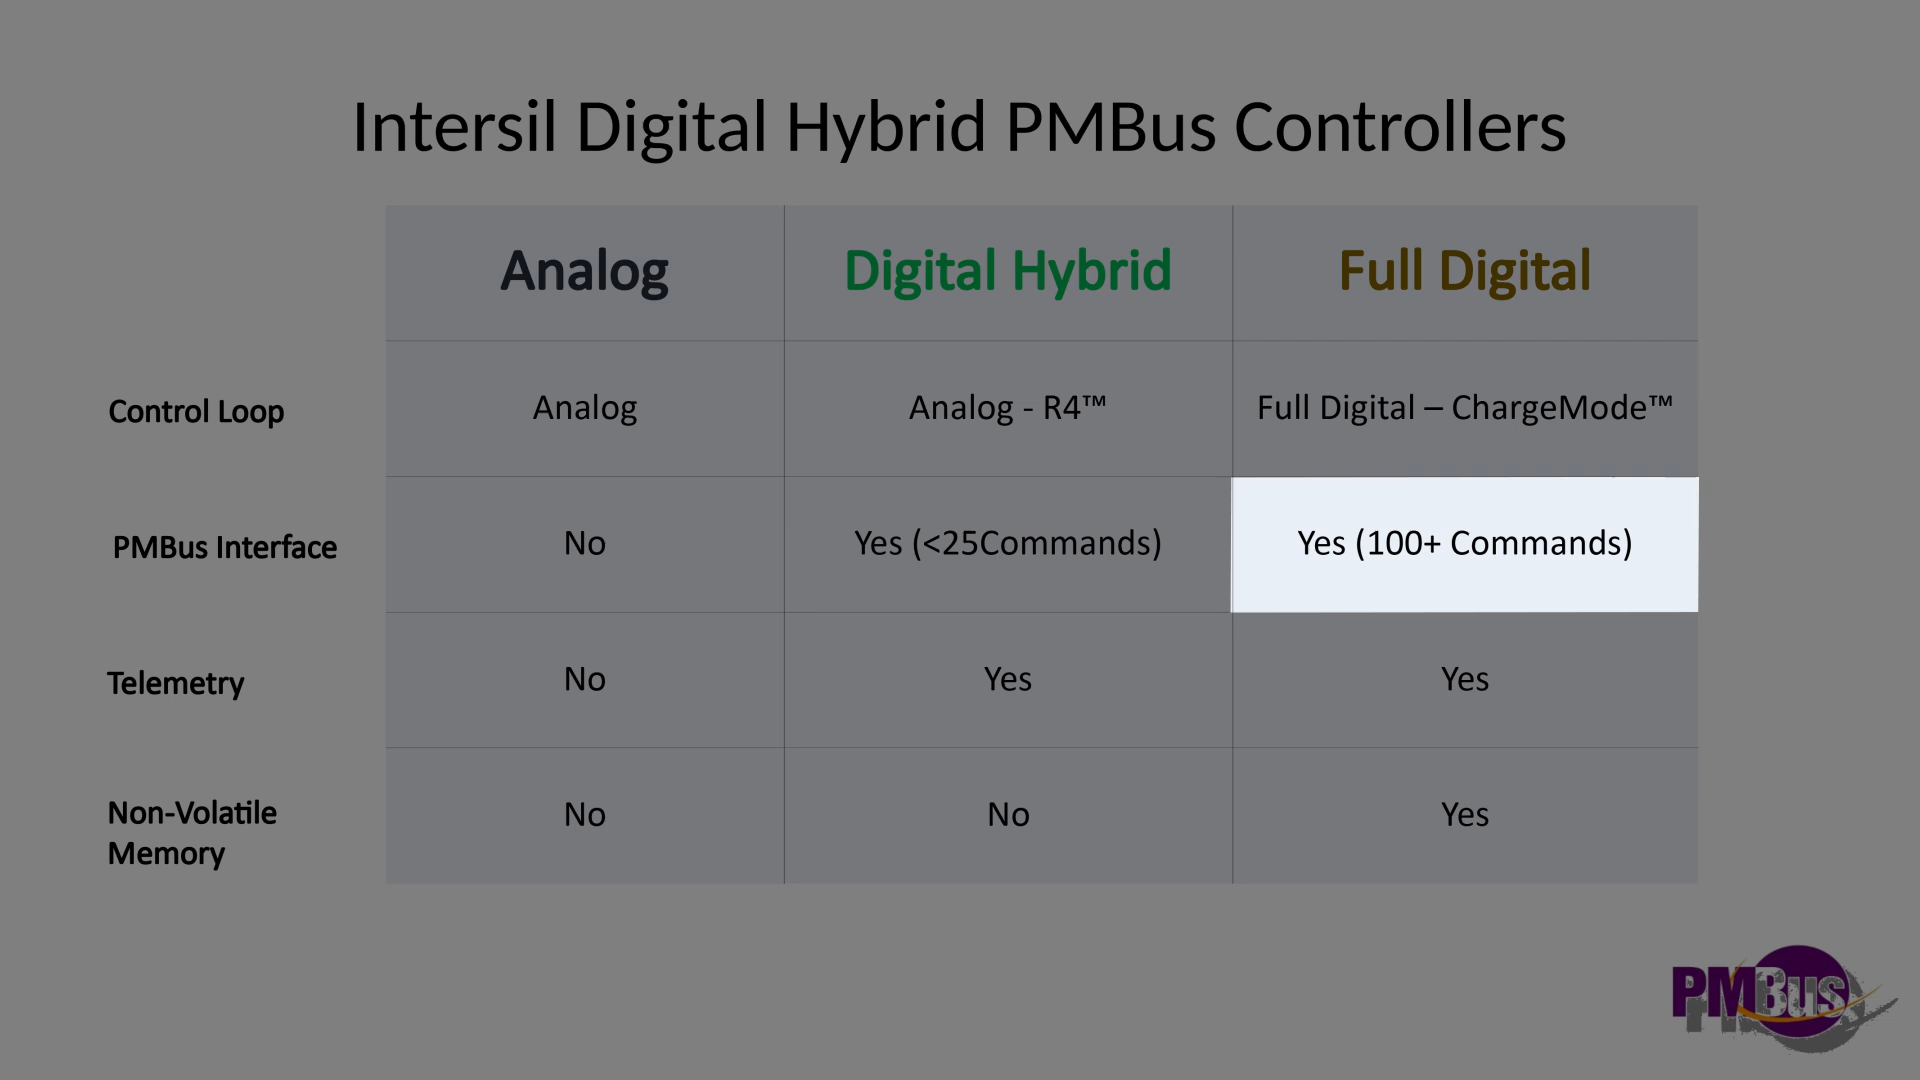 Intersil Digital Hybrid PMBus Controllers
Analog Digital Hybrid Full Digital
Control Loop Analog Analog - R4™ Full Digital – ChargeMode™
PMBus Interface No Yes (<25Commands) Yes (100+ Commands)
Telemetry No Yes Yes
Non-Volatile
Memory No No Yes
PMBus